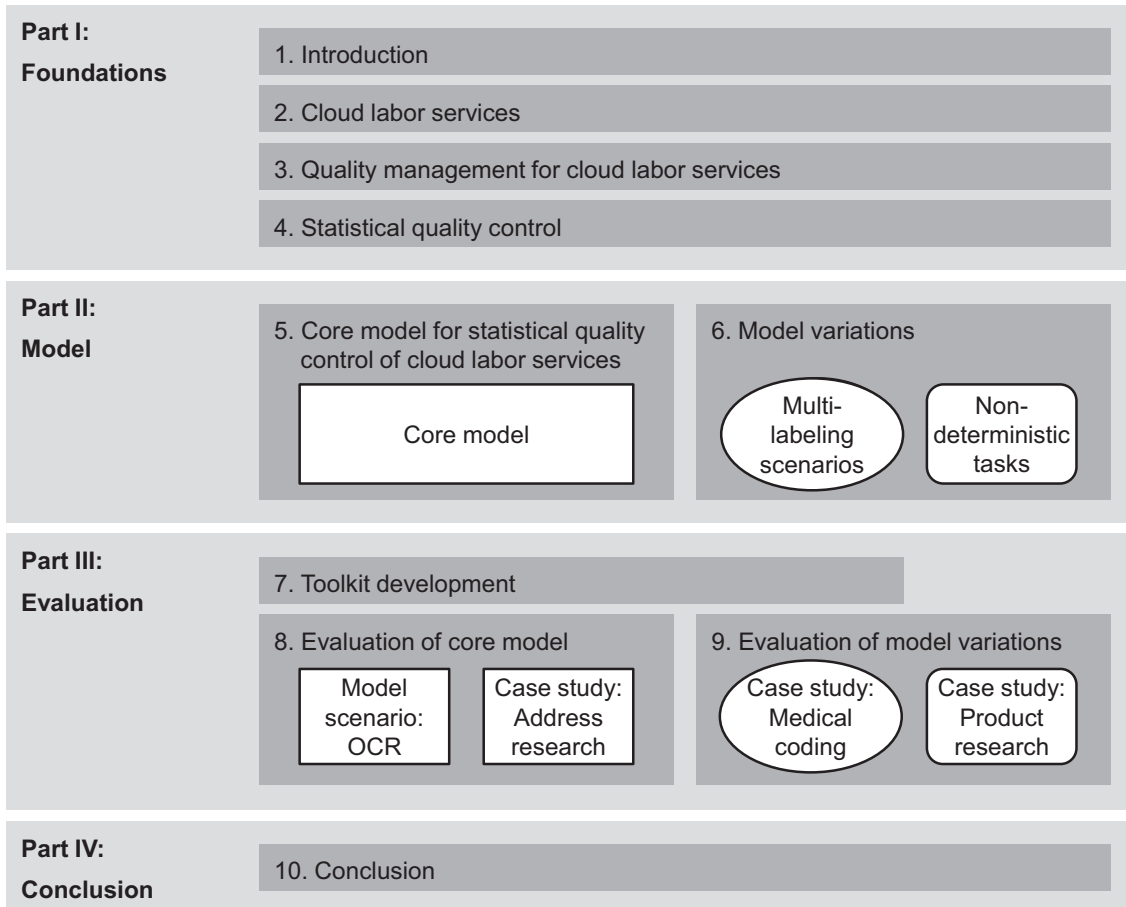 Part I:
Foundations
1. Introduction
2. Cloud labor services
3. Quality management for cloud labor services
4. Statistical quality control
Part II:
Model
5. Core model for statistical quality
control of cloud labor services
Core model
6. Model variations
Multi-
labeling
scenarios
Non-
deterministic
tasks
Part III:
Evaluation
7. Toolkit development
8. Evaluation of core model
Model
scenario:
OCR
Case study:
Address
research
9. Evaluation of model variations
Case study:
Medical
coding
Case study:
Product
research
Part IV:
Conclusion
10. Conclusion